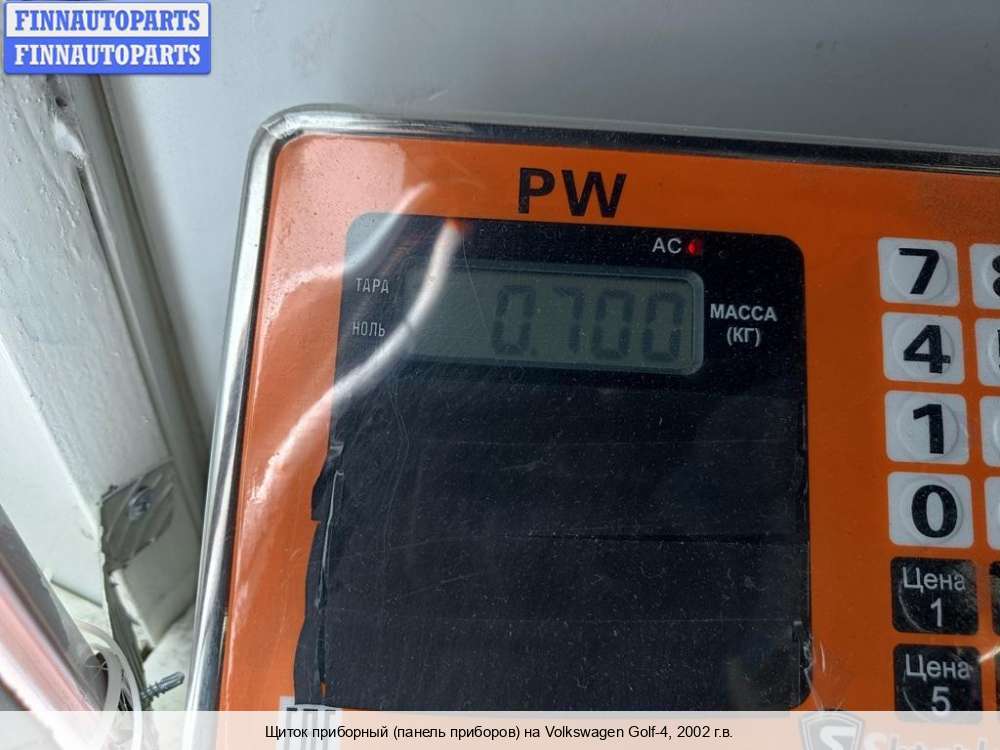 FINNAUTOPARTS
FINNAUTOPARTS
PW
AC
ТАРА
НОЛЬ
0.700
МАССА
(КГ)
7
4
1
0
Цена
1
Цена
5
Щиток приборный (панель приборов) на Volkswagen Golf-4, 2002 г.в.